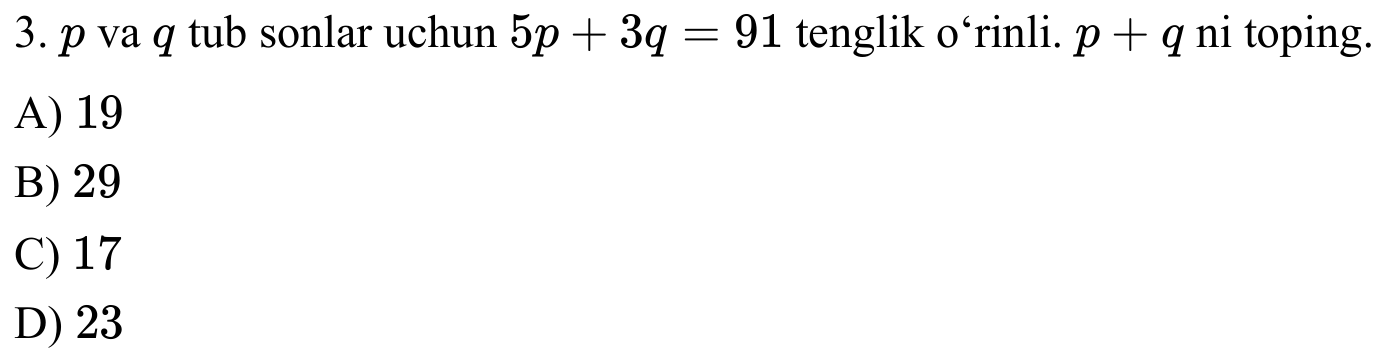 3. p va q tub sonlar uchun 5p + 3q = 91 tenglik o‘rinli. p + q ni toping.
A) 19
B) 29
C) 17
D) 23